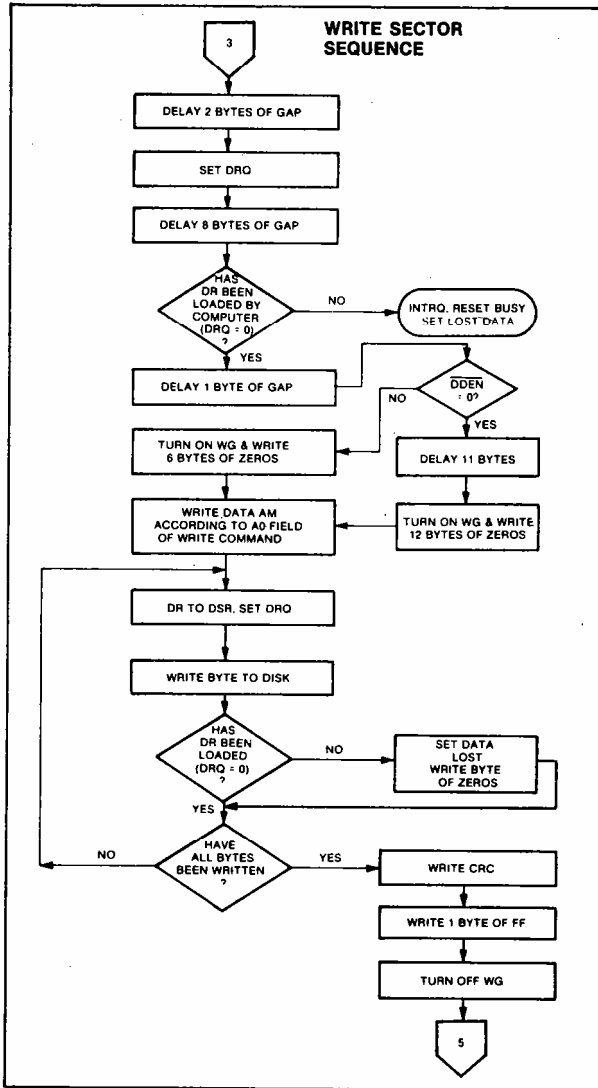 WRITE SECTOR
SEQUENCE
3
DELAY 2 BYTES OF GAP
SET DRQ
DELAY 8 BYTES OF GAP
HAS
DR BEEN
LOADED BY
COMPUTER
(DRQ = 0)
?
NO
INTRQ. RESET BUSY
SET LOST DATA
YES
DELAY 1 BYTE OF GAP
DDEN
= 0?
NO
YES
TURN ON WG & WRITE
6 BYTES OF ZEROS
DELAY 11 BYTES
WRITE DATA AM
ACCORDING TO A0 FIELD
OF WRITE COMMAND
TURN ON WG & WRITE
12 BYTES OF ZEROS
DR TO DSR. SET DRQ
WRITE BYTE TO DISK
HAS
DR BEEN
LOADED
(DRQ = 0)
?
NO
SET DATA
LOST
WRITE BYTE
OF ZEROS
YES
HAVE
ALL BYTES
BEEN WRITTEN
?
NO
YES
WRITE CRC
WRITE 1 BYTE OF FF
TURN OFF WG
5